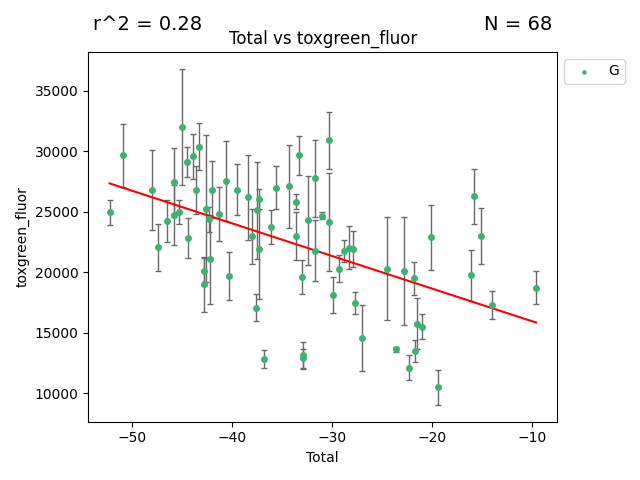 r^2 = 0.28
N = 68
Total vs toxgreen_fluor
G
toxgreen_fluor
35000
30000
25000
20000
15000
10000
−50
−40
−30
−20
−10
Total